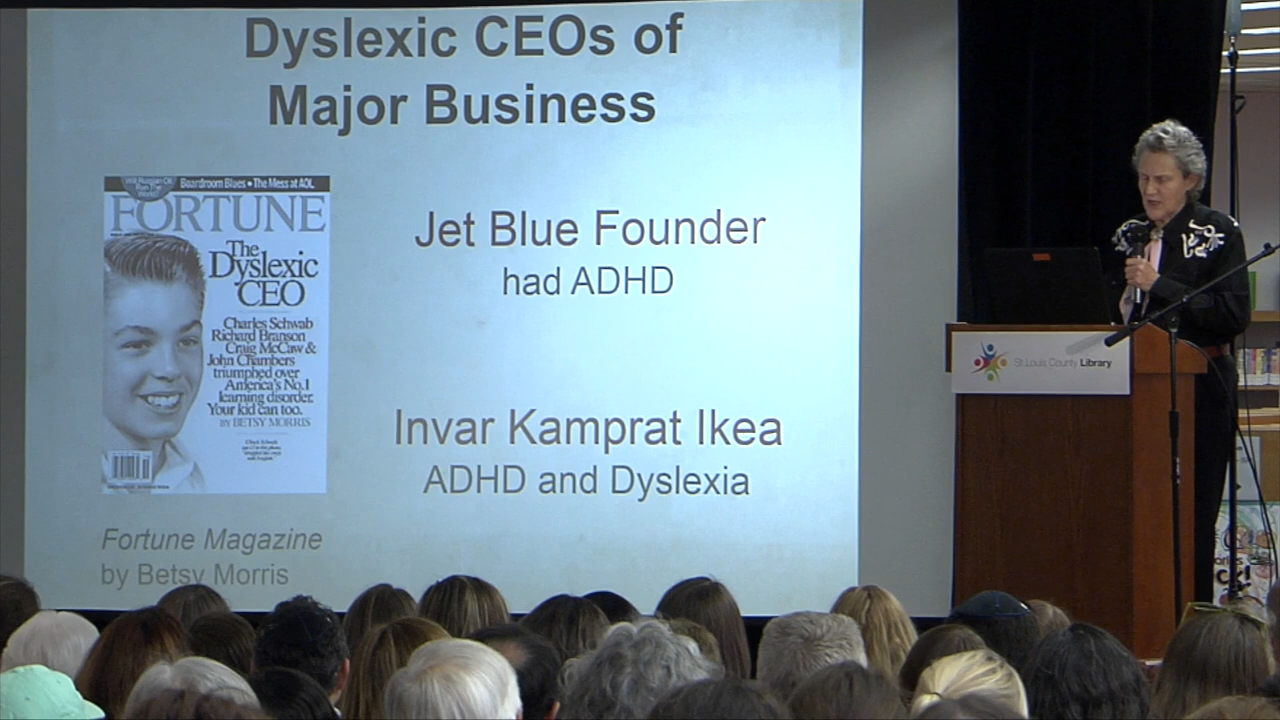 Dyslexic CEOs of
Major Business
Boardroom Blues • The Mess at AOL
FORTUNE
The
Dyslexic
CEO
Charles Schwab
Richard Branson
Craig McCaw &
John Chambers
triumphed over
America's No.1
learning disorder.
Your kid can too.
BY BETSY MORRIS
Jet Blue Founder
had ADHD
Invar Kamprat Ikea
ADHD and Dyslexia
Fortune Magazine
by Betsy Morris
St. Louis County Library